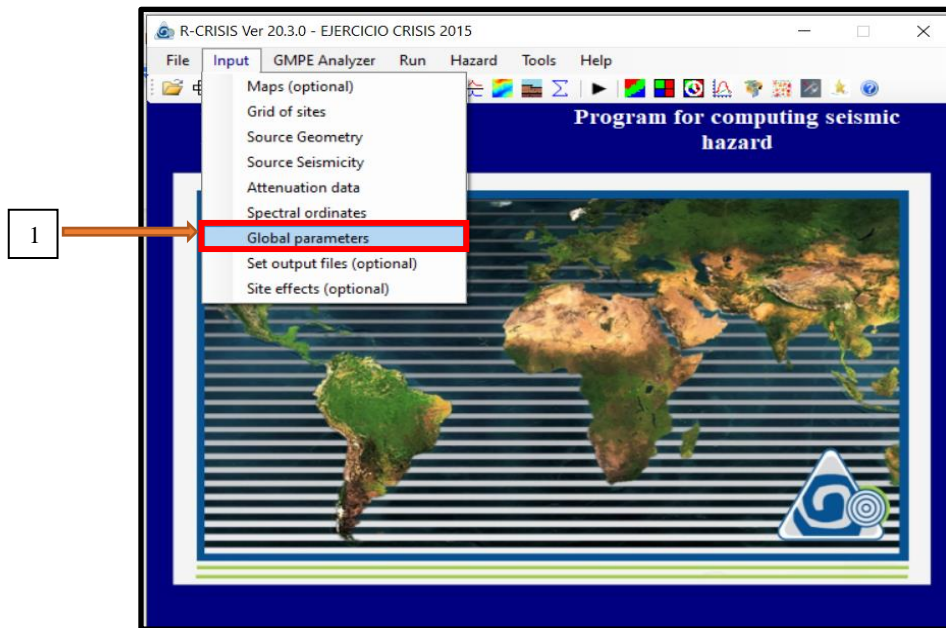 R-CRISIS Ver 20.3.0 - EJERCICIO CRISIS 2015
File Input GMPE Analyzer Run Hazard Tools Help
Maps (optional)
Grid of sites
Source Geometry
Source Seismicity
Attenuation data
Spectral ordinates
Global parameters
Set output files (optional)
Site effects (optional)
Program for computing seismic
hazard
1